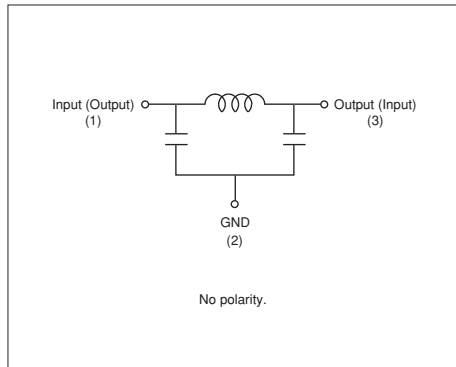 Input (Output)
(1)
Output (Input)
(3)
GND
(2)
No polarity.